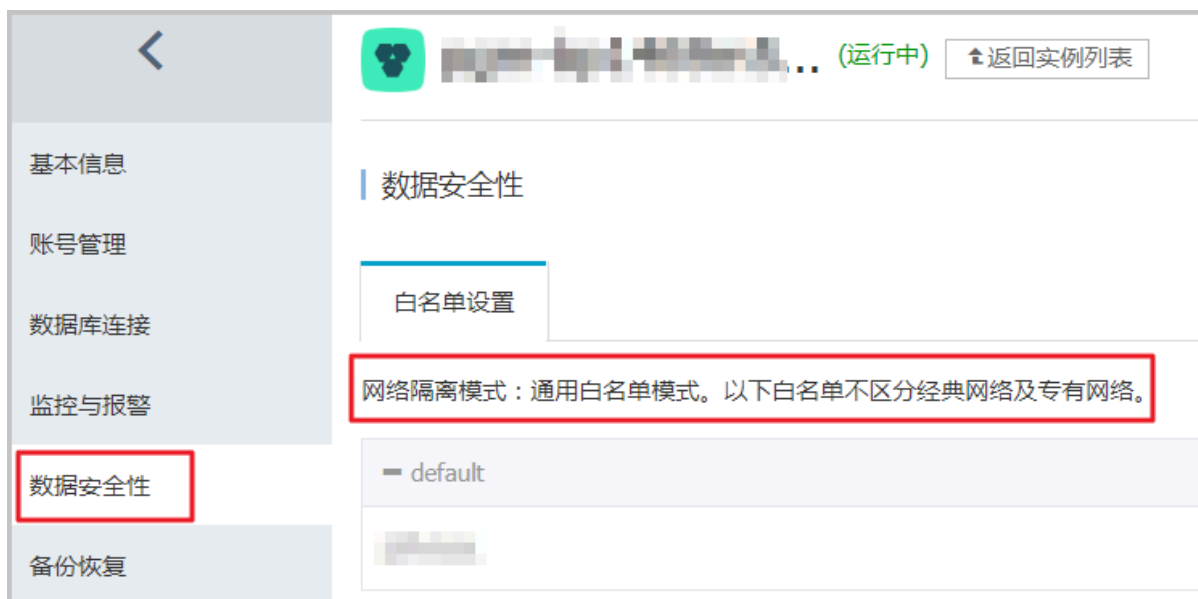 (运行中)
返回实例列表
基本信息
账号管理
数据库连接
监控与报警
数据安全性
备份恢复
数据安全性
白名单设置
网络隔离模式：通用白名单模式。以下白名单不区分经典网络及专有网络。
default